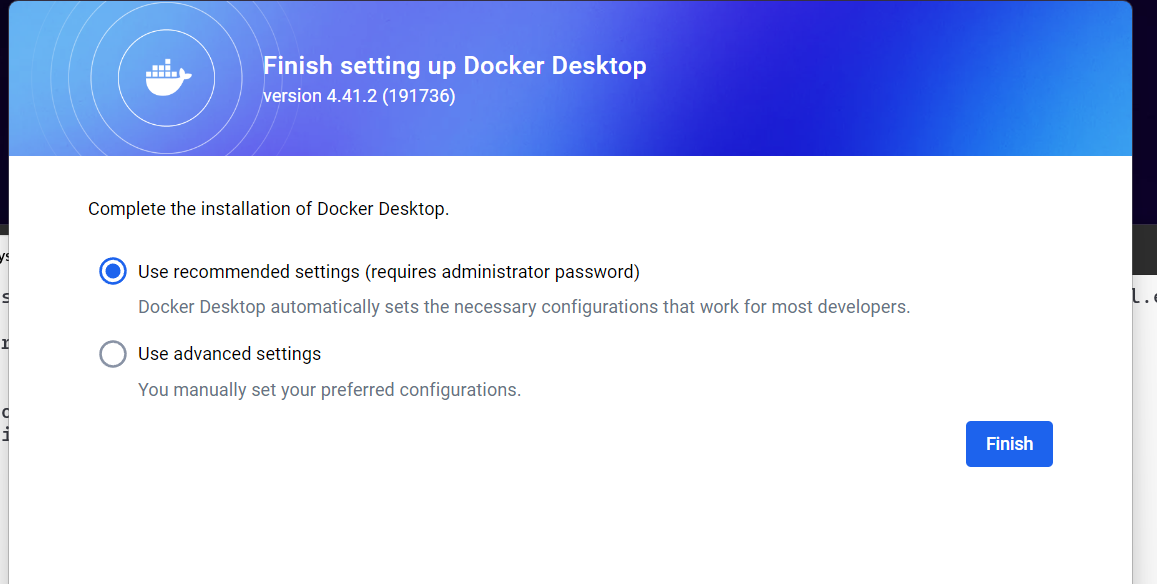 Finish setting up Docker Desktop
version 4.41.2 (191736)
Complete the installation of Docker Desktop.
Use recommended settings (requires administrator password)
Docker Desktop automatically sets the necessary configurations that work for most developers.
Use advanced settings
You manually set your preferred configurations.
Finish